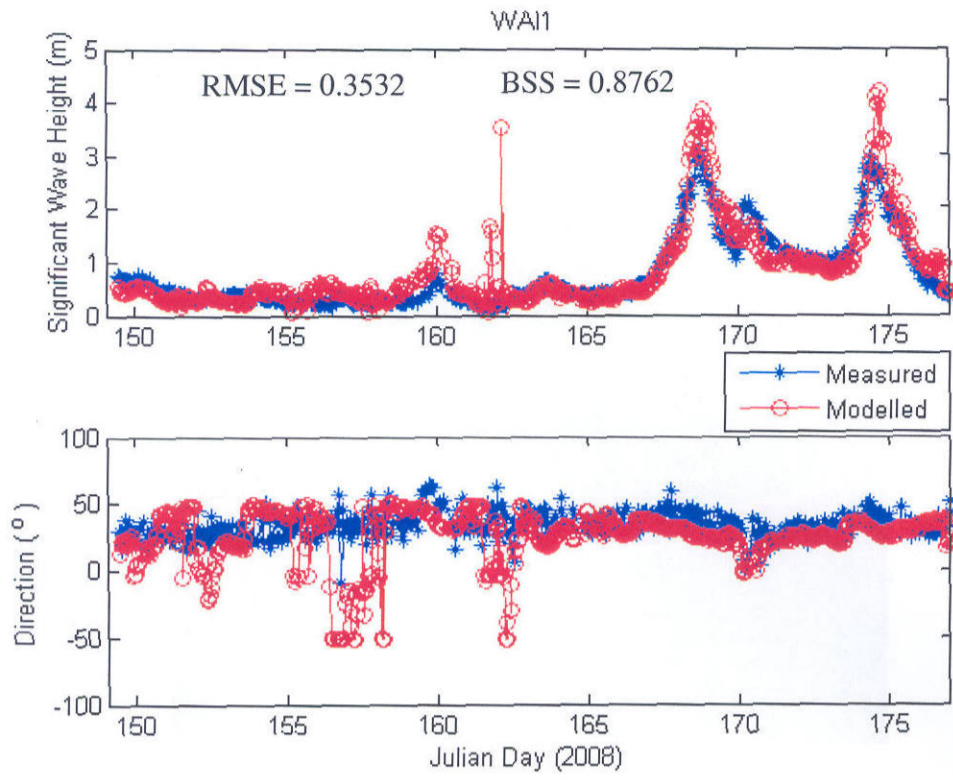 WAI1
Significant Wave Height (m)
5
4
3
2
1
0
RMSE = 0.3532 BSS = 0.8762
150 155 160 165 170 175
Measured
Modelled
Direction ( º )
100
50
0
-50
-100
150 155 160 165 170 175
Julian Day (2008)